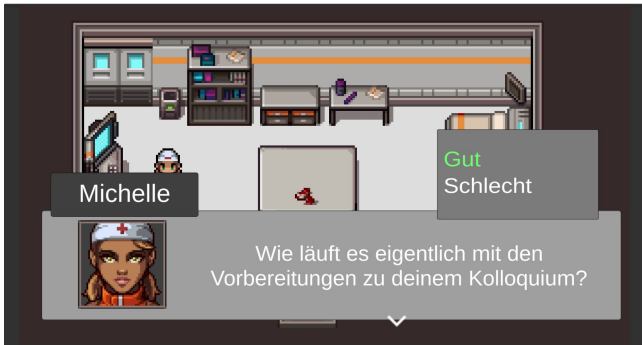 Gut
Schlecht
Michelle
Wie läuft es eigentlich mit den
Vorbereitungen zu deinem Kolloquium?